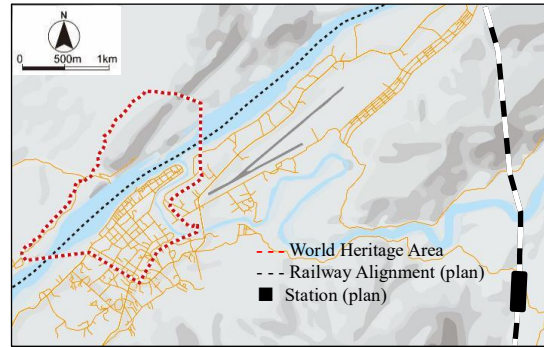 N
0 500m 1km
World Heritage Area
Railway Alignment (plan)
Station (plan)